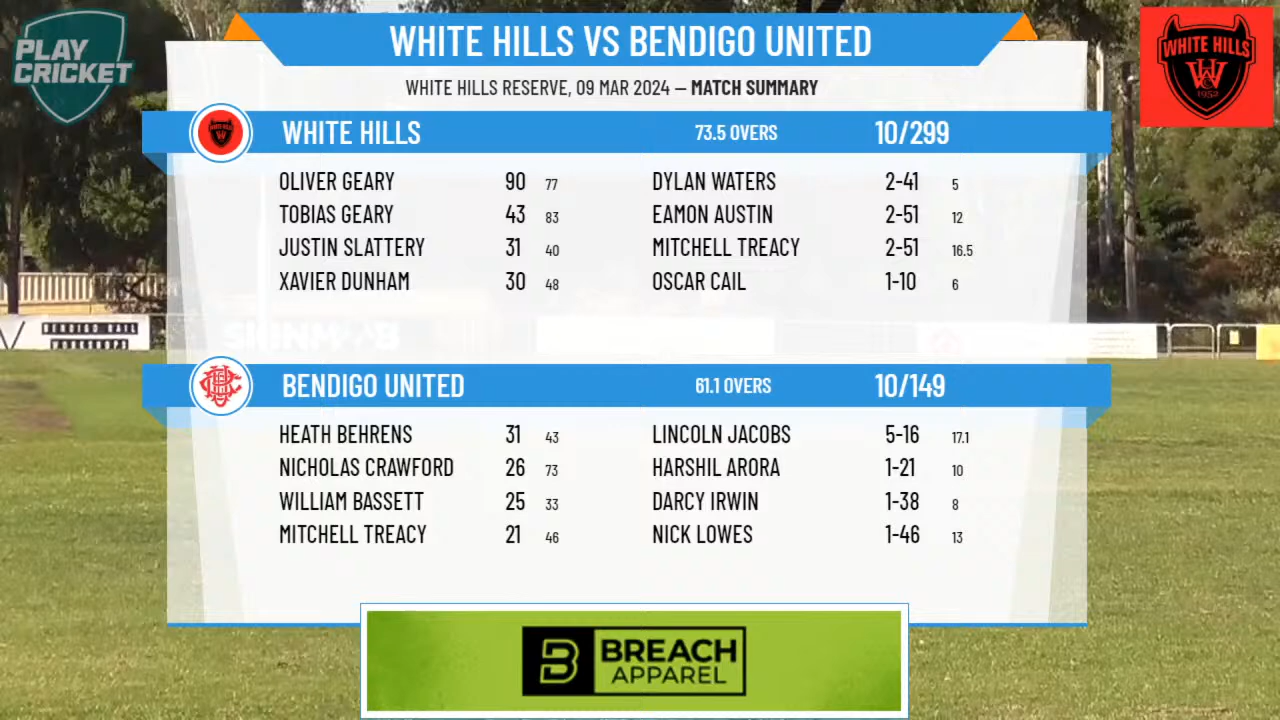 PLAY CRICKET
WHITE HILLS VS BENDIGO UNITED
WHITE HILLS
W
1952
WHITE HILLS RESERVE, 09 MAR 2024 – MATCH SUMMARY
WHITE HILLS 73.5 OVERS 10/299
OLIVER GEARY 90 77 DYLAN WATERS 2-41 5
TOBIAS GEARY 43 83 EAMON AUSTIN 2-51 12
JUSTIN SLATTERY 31 40 MITCHELL TREACY 2-51 16.5
XAVIER DUNHAM 30 48 OSCAR CAIL 1-10 6
BENDIGO RAIL
WORKSHOPS
BENDIGO UNITED 61.1 OVERS 10/149
HEATH BEHRENS 31 43 LINCOLN JACOBS 5-16 17.1
NICHOLAS CRAWFORD 26 73 HARSHIL ARORA 1-21 10
WILLIAM BASSETT 25 33 DARCY IRWIN 1-38 8
MITCHELL TREACY 21 46 NICK LOWES 1-46 13
B BREACH
APPAREL